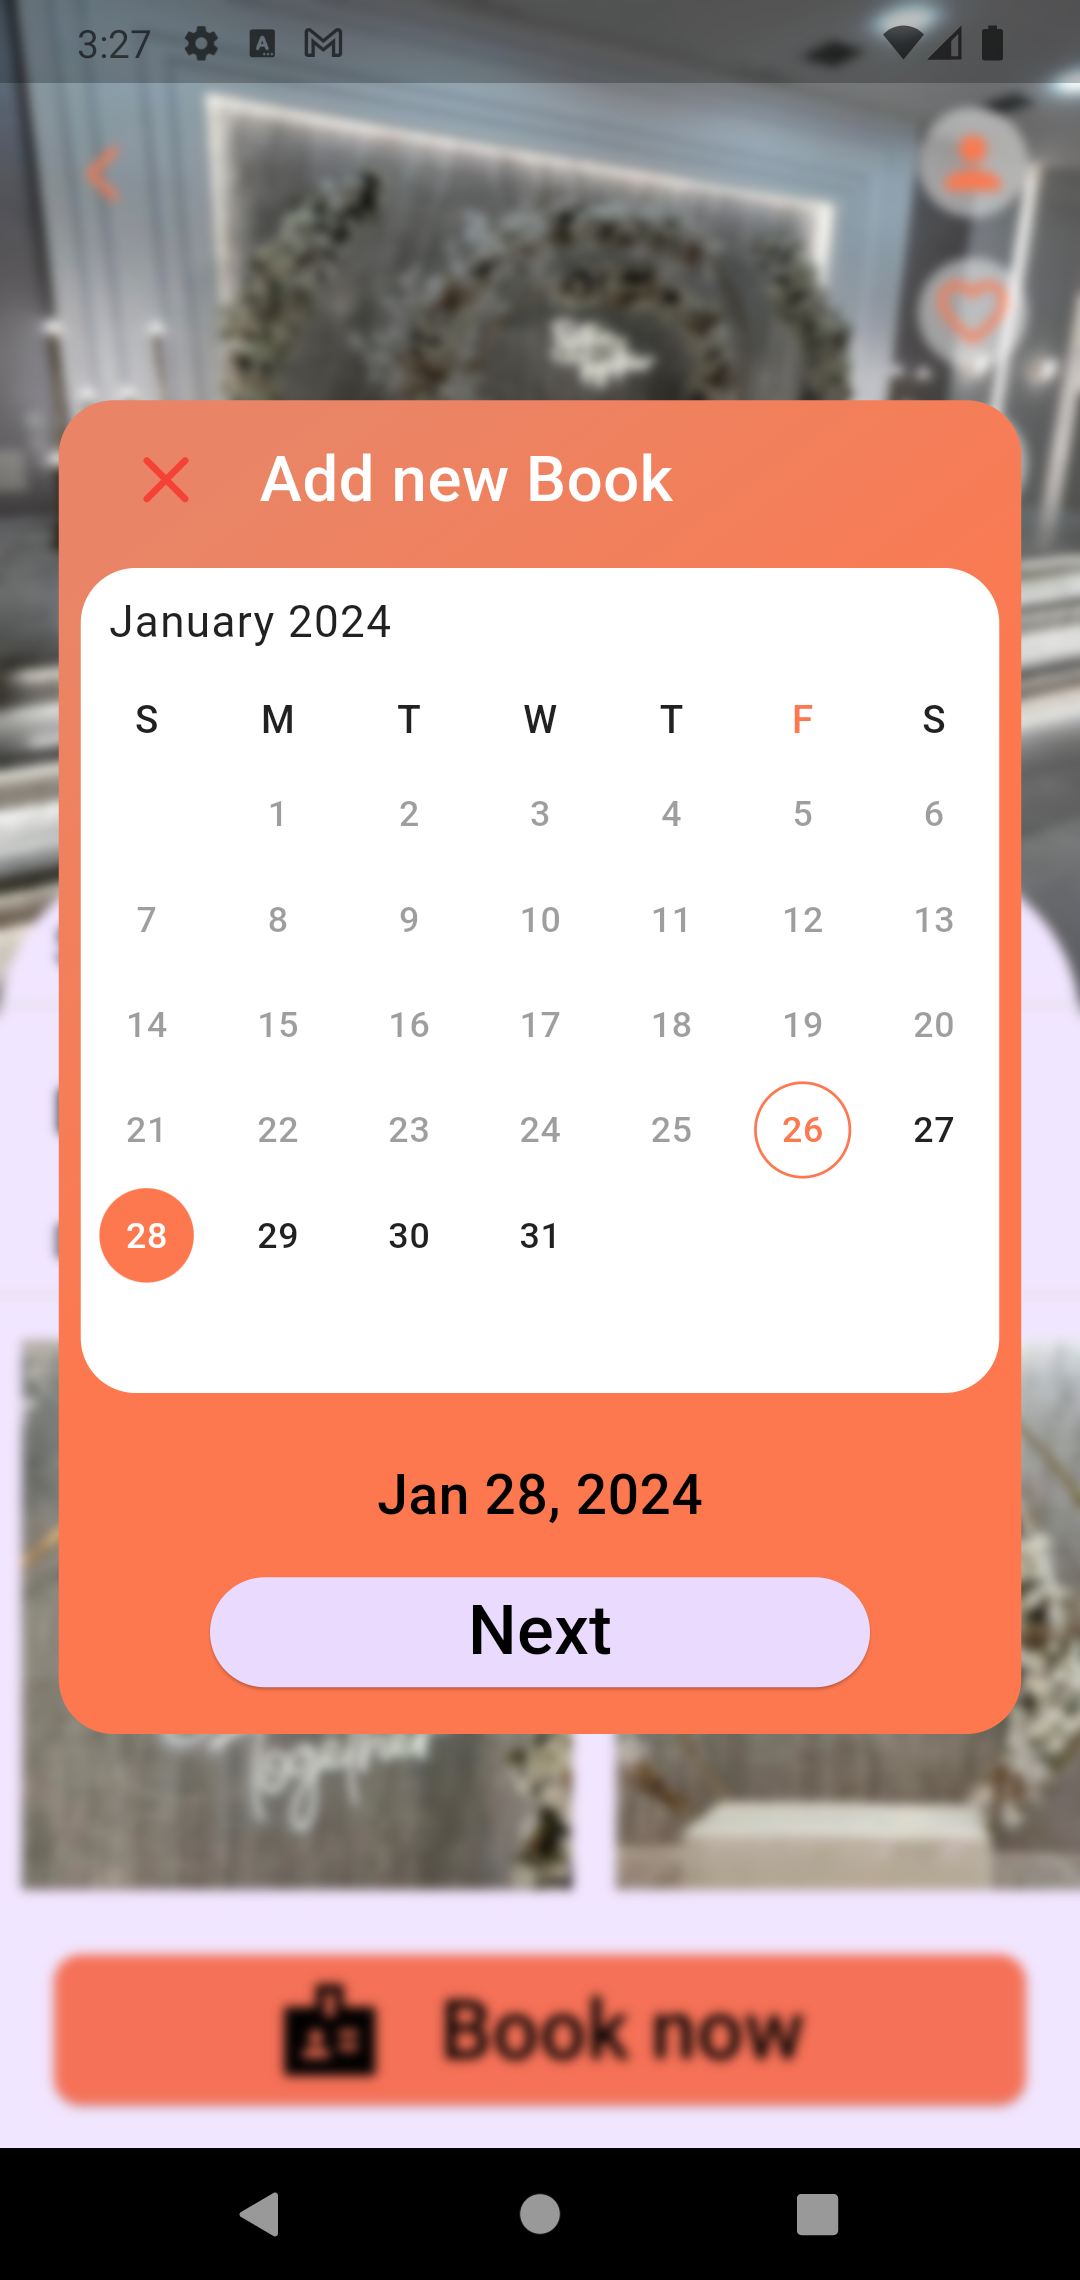 3:27
Add new Book
January 2024
S M T W T F S
1 2 3 4 5 6
7 8 9 10 11 12 13
14 15 16 17 18 19 20
21 22 23 24 25 26 27
28 29 30 31
Jan 28, 2024
Next
together
Book now